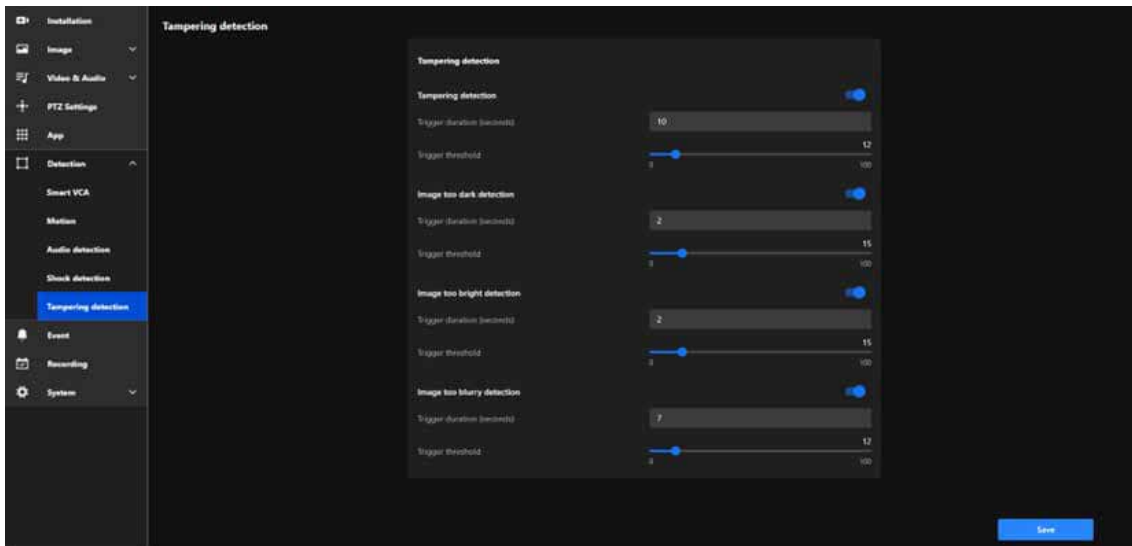 Installation
Image
Video & Audio
PTZ Settings
App
Detection
Smart VCA
Motion
Audio detection
Shock detection
Tampering detection
Event
Recording
System
Tampering detection
Tampering detection
Tampering detection
Trigger duration (seconds)
10
Trigger threshold
12
0
100
Image too dark detection
Trigger duration (seconds)
2
Trigger threshold
15
0
100
Image too bright detection
Trigger duration (seconds)
2
Trigger threshold
15
0
100
Image too blurry detection
Trigger duration (seconds)
7
Trigger threshold
12
0
100
Save